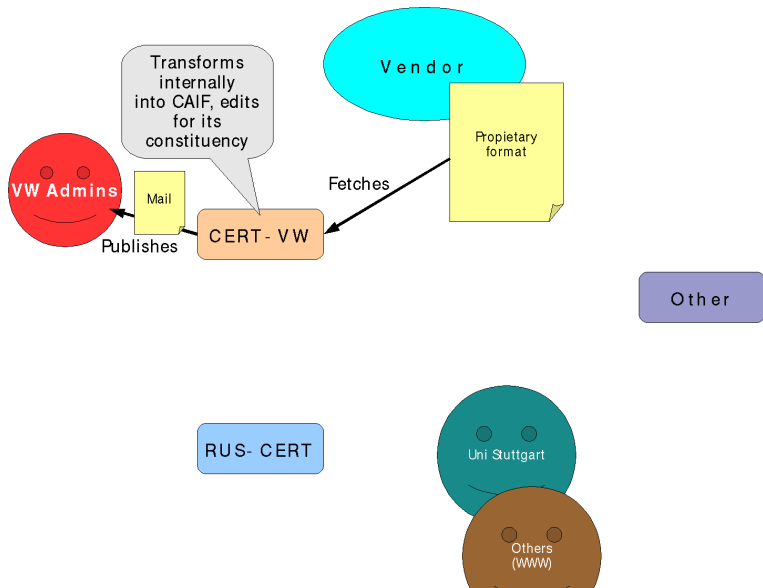 Transforms
internally
into CAIF, edits
for its
constituency
Vendor
Propietary
format
Fetches
VW Admins
Mail
Publishes
CERT- VW
Other
RUS- CERT
Uni Stuttgart
Others
(WWW)